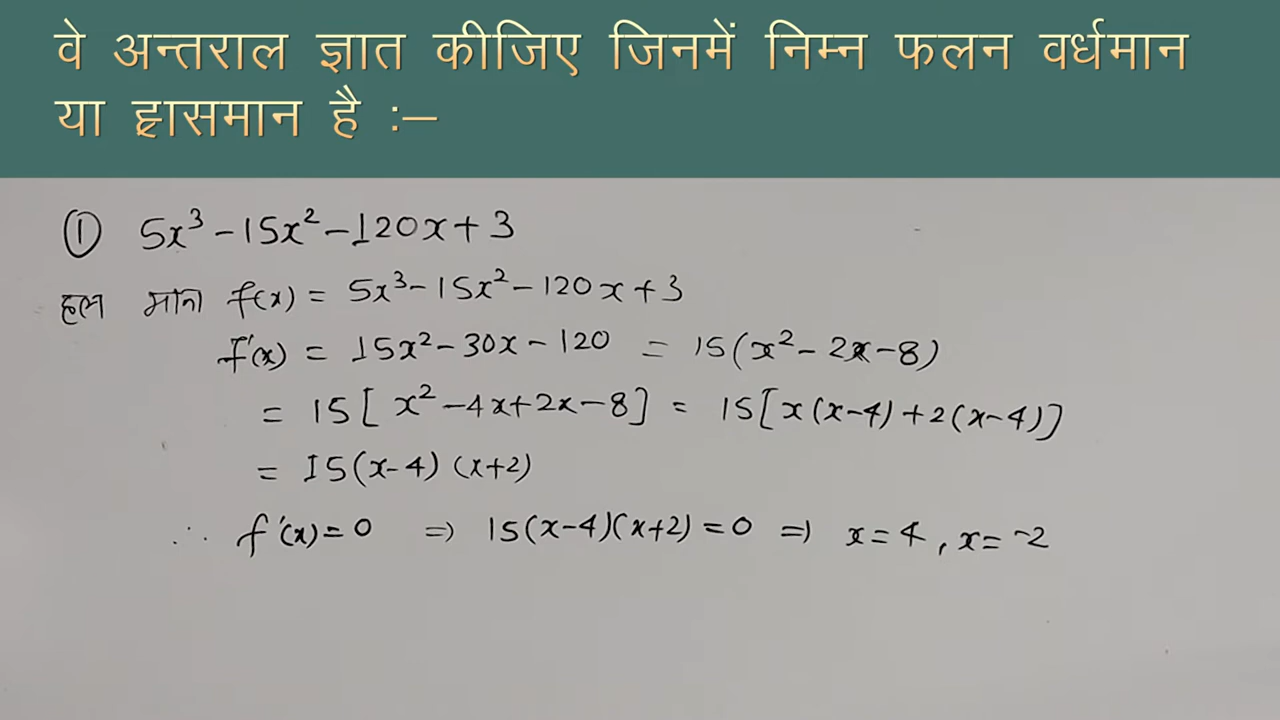 वे अन्तराल ज्ञात कीजिए जिनमें निम्न फलन वर्धमान
या ह्रासमान है :–
① 5x³ – 15x² – 120x + 3
हल माना f(x) = 5x³ – 15x² – 120x + 3
f'(x) = 15x² – 30x – 120 = 15(x² – 2x – 8)
= 15[x² – 4x + 2x – 8] = 15[x(x–4) + 2(x–4)]
= 15(x–4) (x+2)
∴ f'(x) = 0 ⇒ 15(x–4)(x+2) = 0 ⇒ x = 4, x = –2